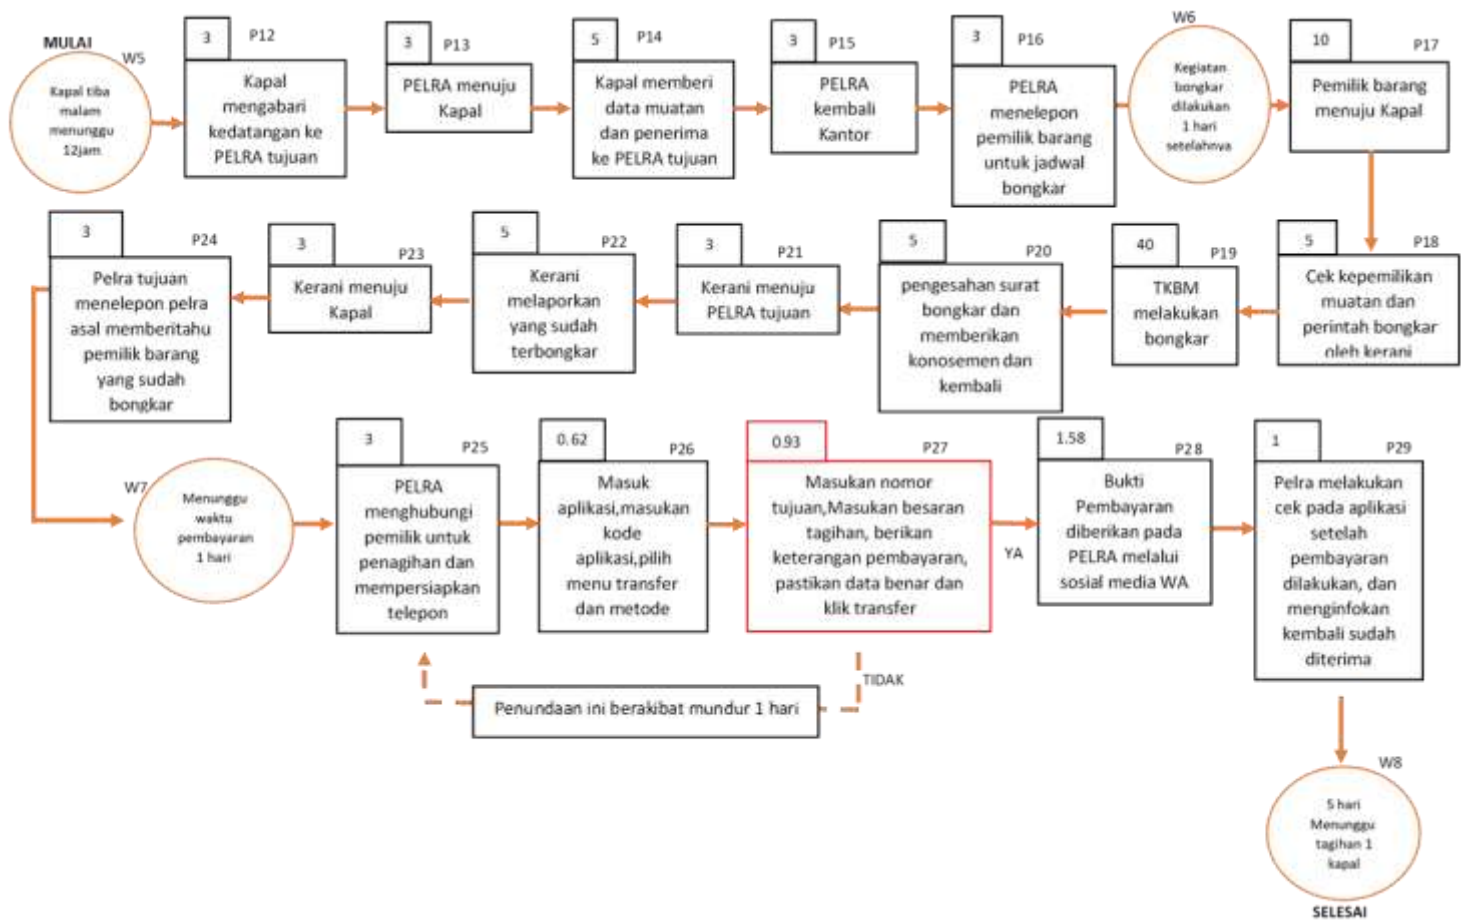 MULAI
W5
Kapal tiba
malam
menunggu
12jam
3
P12
Kapal
mengabari
kedatangan ke
PELRA tujuan
3
P13
PELRA menuju
Kapal
5
P14
Kapal memberi
data muatan
dan penerima
ke PELRA tujuan
3
P15
PELRA
kembali
Kantor
3
P16
PELRA
menelepon
pemilik barang
untuk jadwal
bongkar
W6
Kegiatan
bongkar
dilakukan
1 hari
setelahnya
10
P17
Pemilik barang
menuju Kapal
5
P18
Cek kepemilikan
muatan dan
perintah bongkar
oleh kerani
40
P19
TKBM
melakukan
bongkar
5
P20
pengesahan surat
bongkar dan
memberikan
konosemen dan
kembali
3
P21
Kerani menuju
PELRA tujuan
5
P22
Kerani
melaporkan
yang sudah
terbongkar
3
P23
Kerani menuju
Kapal
3
P24
Pelra tujuan
menelepon pelra
asal memberitahu
pemilik barang
yang sudah
bongkar
W7
Menunggu
waktu
pembayaran
1 hari
3
P25
PELRA
menghubungi
pemilik untuk
penagihan dan
mempersiapkan
telepon
0.62
P26
Masuk
aplikasi,masukan
kode
aplikasi,pilih
menu transfer
dan metode
0.93
P27
Masukan nomor
tujuan,Masukan besaran
tagihan, berikan
keterangan pembayaran,
pastikan data benar dan
klik transfer
YA
TIDAK
Penundaan ini berakibat mundur 1 hari
1.58
P28
Bukti
Pembayaran
diberikan pada
PELRA melalui
sosial media WA
1
P29
Pelra melakukan
cek pada aplikasi
setelah
pembayaran
dilakukan, dan
menginfokan
kembali sudah
diterima
W8
5 hari
Menunggu
tagihan 1
kapal
SELESAI